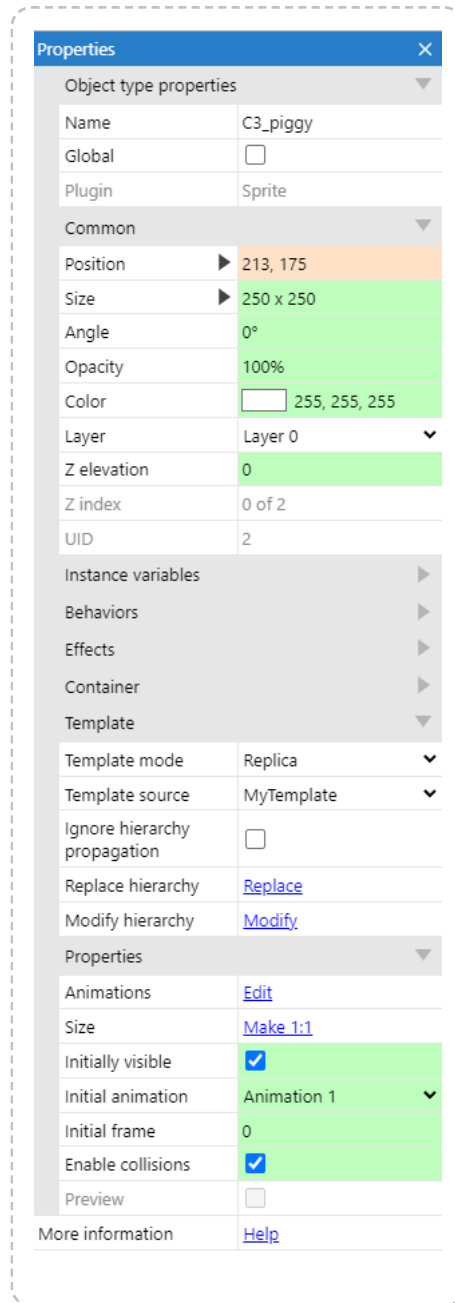 Properties
Object type properties
Name C3_piggy
Global
Plugin Sprite
Common
Position 213, 175
Size 250 x 250
Angle 0°
Opacity 100%
Color 255, 255, 255
Layer Layer 0
Z elevation 0
Z index 0 of 2
UID 2
Instance variables
Behaviors
Effects
Container
Template
Template mode Replica
Template source MyTemplate
Ignore hierarchy
propagation
Replace hierarchy Replace
Modify hierarchy Modify
Properties
Animations Edit
Size Make 1:1
Initially visible
Initial animation Animation 1
Initial frame 0
Enable collisions
Preview
More information Help